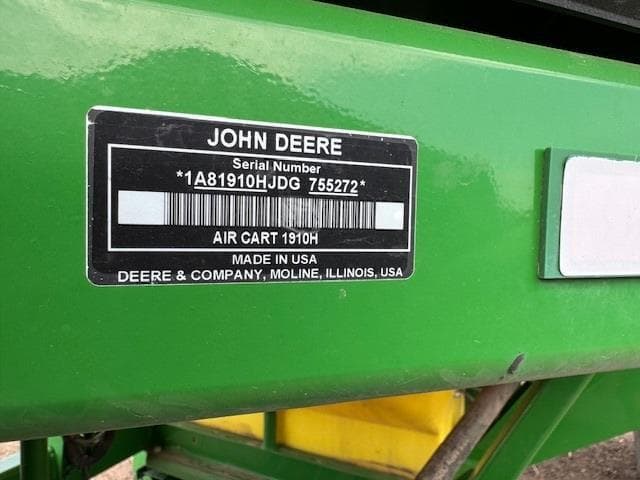 JOHN DEERE
Serial Number
*1A81910HJDG 755272*
AIR CART 1910H
MADE IN USA
DEERE & COMPANY, MOLINE, ILLINOIS, USA